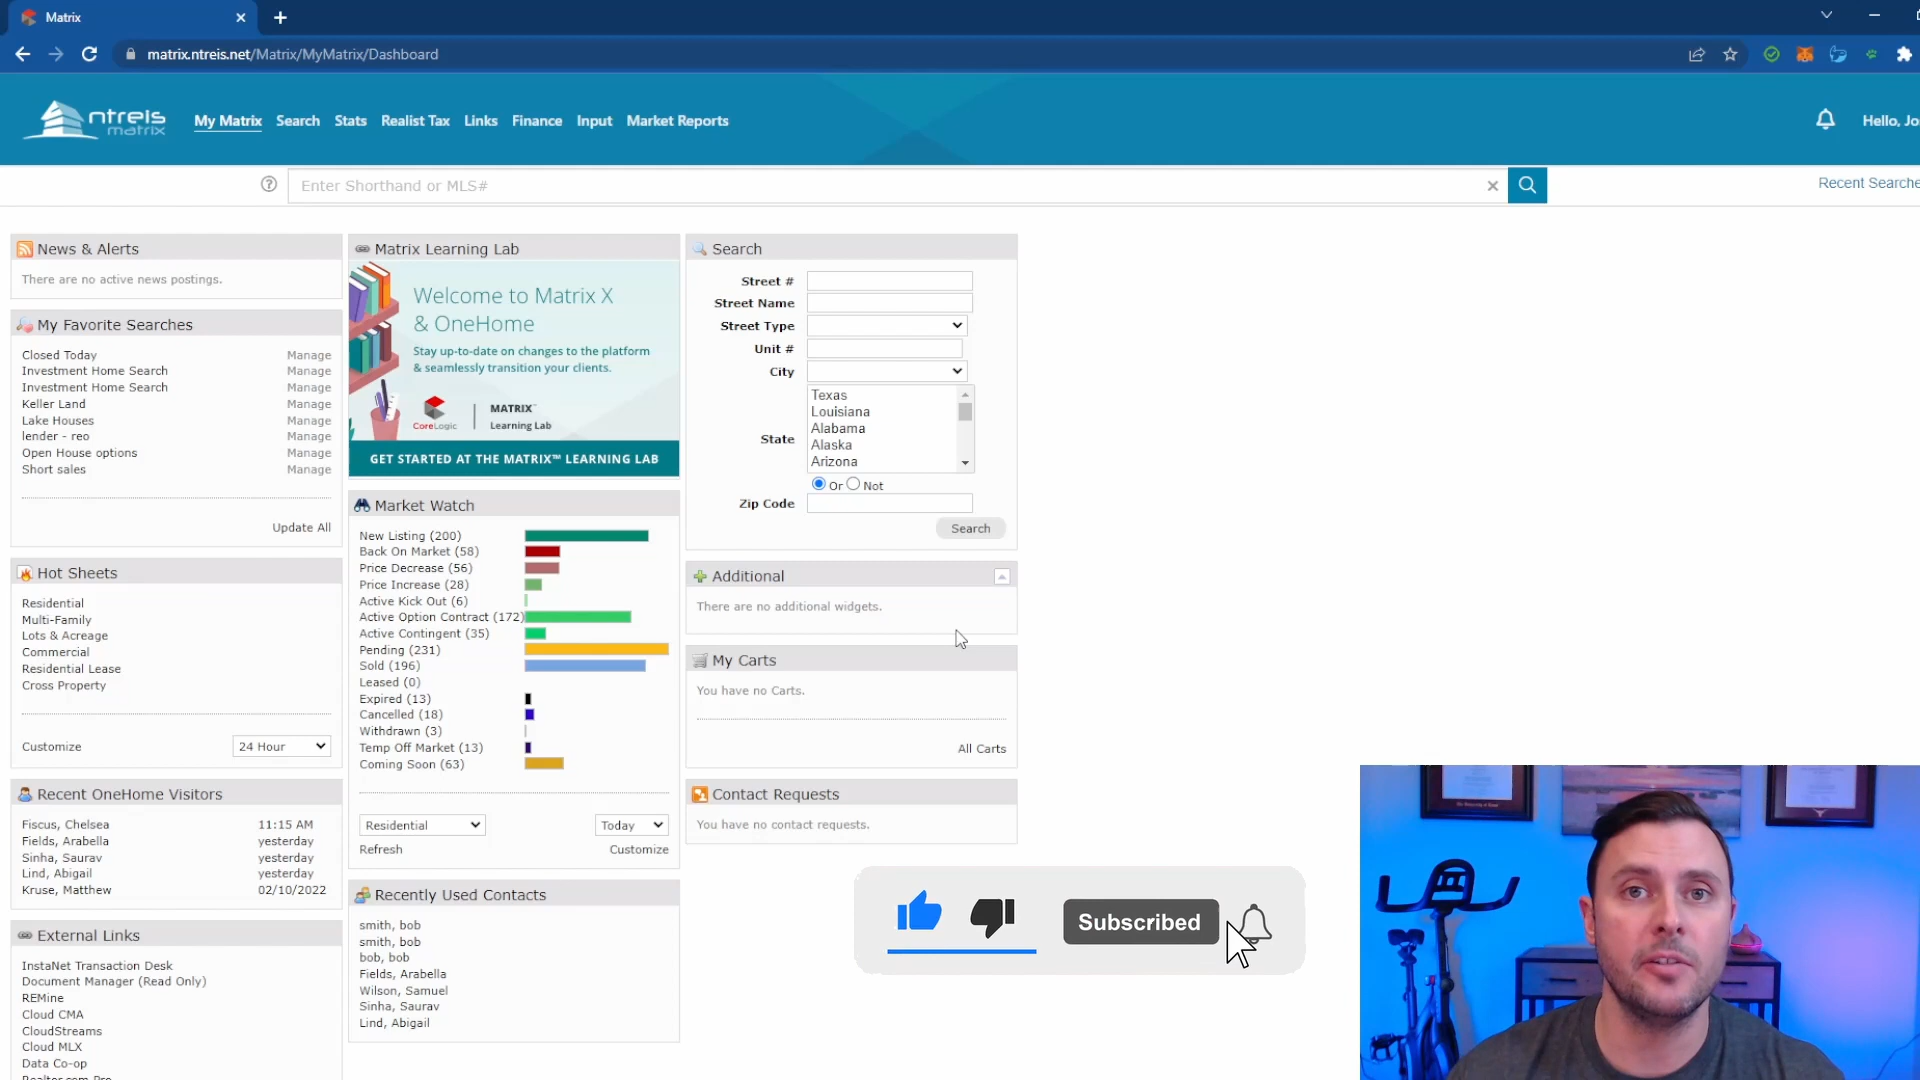 Matrix
matrix.ntreis.net/Matrix/MyMatrix/Dashboard
ntreis
matrix
My Matrix Search Stats Realist Tax Links Finance Input Market Reports
Hello, Jo
Enter Shorthand or MLS#
Recent Searche
News & Alerts
There are no active news postings.
My Favorite Searches
Closed Today Manage
Investment Home Search Manage
Investment Home Search Manage
Keller Land Manage
Lake Houses Manage
lender - reo Manage
Open House options Manage
Short sales Manage
Update All
Hot Sheets
Residential
Multi-Family
Lots & Acreage
Commercial
Residential Lease
Cross Property
Customize 24 Hour
Recent OneHome Visitors
Fiscus, Chelsea 11:15 AM
Fields, Arabella yesterday
Sinha, Saurav yesterday
Lind, Abigail yesterday
Kruse, Matthew 02/10/2022
External Links
InstaNet Transaction Desk
Document Manager (Read Only)
REMine
Cloud CMA
CloudStreams
Cloud MLX
Data Co-op
Matrix Learning Lab
Welcome to Matrix X
& OneHome
Stay up-to-date on changes to the platform
& seamlessly transition your clients.
CoreLogic
MATRIX™
Learning Lab
GET STARTED AT THE MATRIX™ LEARNING LAB
Market Watch
New Listing (200)
Back On Market (58)
Price Decrease (56)
Price Increase (28)
Active Kick Out (6)
Active Option Contract (172)
Active Contingent (35)
Pending (231)
Sold (196)
Leased (0)
Expired (13)
Cancelled (18)
Withdrawn (3)
Temp Off Market (13)
Coming Soon (63)
Residential Today
Refresh Customize
Recently Used Contacts
smith, bob
smith, bob
bob, bob
Fields, Arabella
Wilson, Samuel
Sinha, Saurav
Lind, Abigail
Search
Street #
Street Name
Street Type
Unit #
City
State
Texas
Louisiana
Alabama
Alaska
Arizona
Or Not
Zip Code
Search
Additional
There are no additional widgets.
My Carts
You have no Carts.
All Carts
Contact Requests
You have no contact requests.
Subscribed